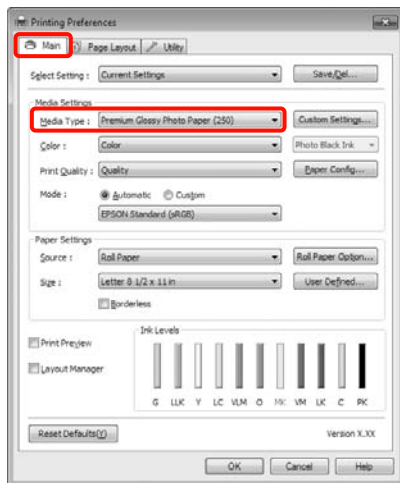 Printing Preferences
Main Page Layout Utility
Select Setting : Current Settings Save/Del...
Media Settings
Media Type : Premium Glossy Photo Paper (250) Custom Settings...
Color : Color Photo Black Ink
Print Quality : Quality Paper Config...
Mode : Automatic Custom
EPSON Standard (sRGB)
Paper Settings
Source : Roll Paper Roll Paper Option...
Size : Letter 8 1/2 x 11 in User Defined...
Borderless
Ink Levels
Print Preview
Layout Manager
G LLK Y LC VLM O MK VM LK C PK
Reset Defaults(Y) Version X.XX
OK Cancel Help